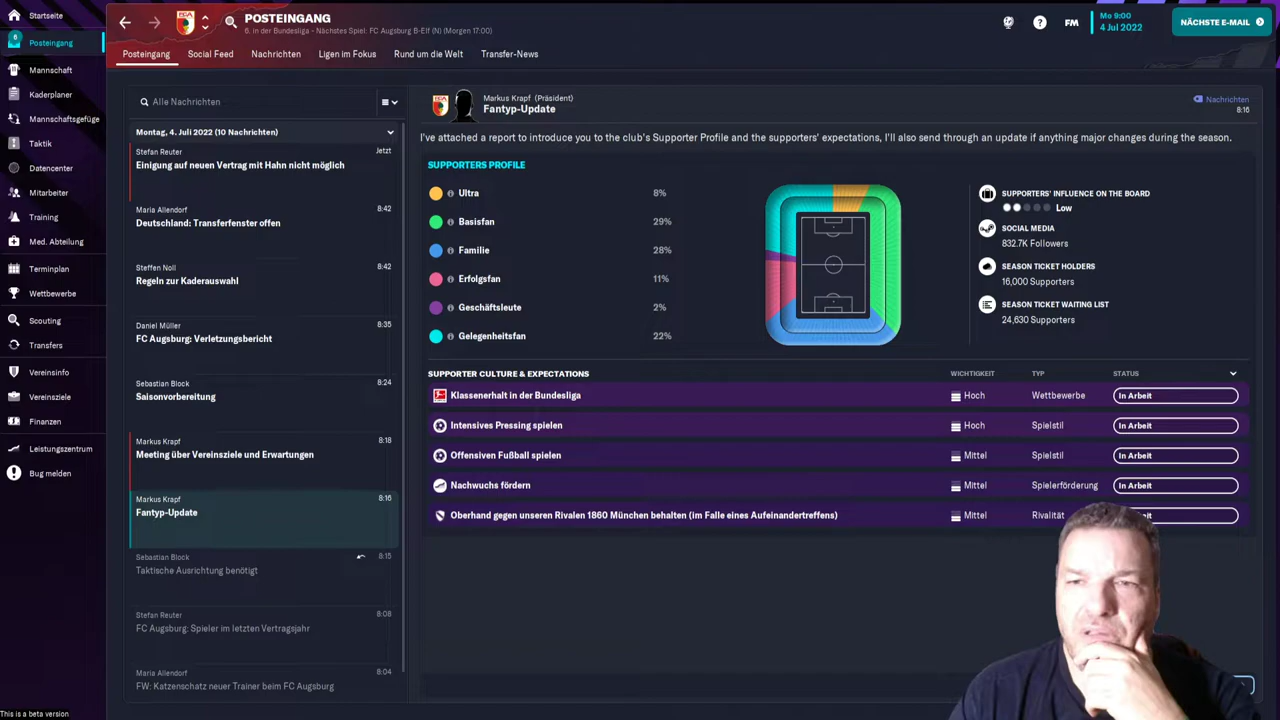 Startseite
6
Posteingang
Mannschaft
Kaderplaner
Mannschaftsgefüge
Taktik
Datencenter
Mitarbeiter
Training
Med. Abteilung
Terminplan
Wettbewerbe
Scouting
Transfers
Vereinsinfo
Vereinsziele
Finanzen
Leistungszentrum
Bug melden
This is a beta version
POSTEINGANG
6. in der Bundesliga - Nächstes Spiel: FC Augsburg B-Elf (N) (Morgen 17:00)
FM
Mo 9:00
4 Jul 2022
NÄCHSTE E-MAIL
Posteingang
Social Feed
Nachrichten
Ligen im Fokus
Rund um die Welt
Transfer-News
Alle Nachrichten
Montag, 4. Juli 2022 (10 Nachrichten)
Stefan Reuter
Jetzt
Einigung auf neuen Vertrag mit Hahn nicht möglich
Maria Allendorf
8:42
Deutschland: Transferfenster offen
Steffen Noll
8:42
Regeln zur Kaderauswahl
Daniel Müller
8:35
FC Augsburg: Verletzungsbericht
Sebastian Block
8:24
Saisonvorbereitung
Markus Krapf
8:18
Meeting über Vereinsziele und Erwartungen
Markus Krapf
8:16
Fantyp-Update
Sebastian Block
8:15
Taktische Ausrichtung benötigt
Stefan Reuter
8:08
FC Augsburg: Spieler im letzten Vertragsjahr
Maria Allendorf
8:04
FW: Katzenschatz neuer Trainer beim FC Augsburg
Markus Krapf (Präsident)
Fantyp-Update
Nachrichten
8:16
I've attached a report to introduce you to the club's Supporter Profile and the supporters' expectations, I'll also send through an update if anything major changes during the season.
SUPPORTERS PROFILE
Ultra 8%
Basisfan 29%
Familie 28%
Erfolgsfan 11%
Geschäftsleute 2%
Gelegenheitsfan 22%
SUPPORTERS' INFLUENCE ON THE BOARD
Low
SOCIAL MEDIA
832.7K Followers
SEASON TICKET HOLDERS
16,000 Supporters
SEASON TICKET WAITING LIST
24,630 Supporters
SUPPORTER CULTURE & EXPECTATIONS WICHTIGKEIT TYP STATUS
Klassenerhalt in der Bundesliga Hoch Wettbewerbe In Arbeit
Intensives Pressing spielen Hoch Spielstil In Arbeit
Offensiven Fußball spielen Mittel Spielstil In Arbeit
Nachwuchs fördern Mittel Spielerförderung In Arbeit
Oberhand gegen unseren Rivalen 1860 München behalten (im Falle eines Aufeinandertreffens) Mittel Rivalität